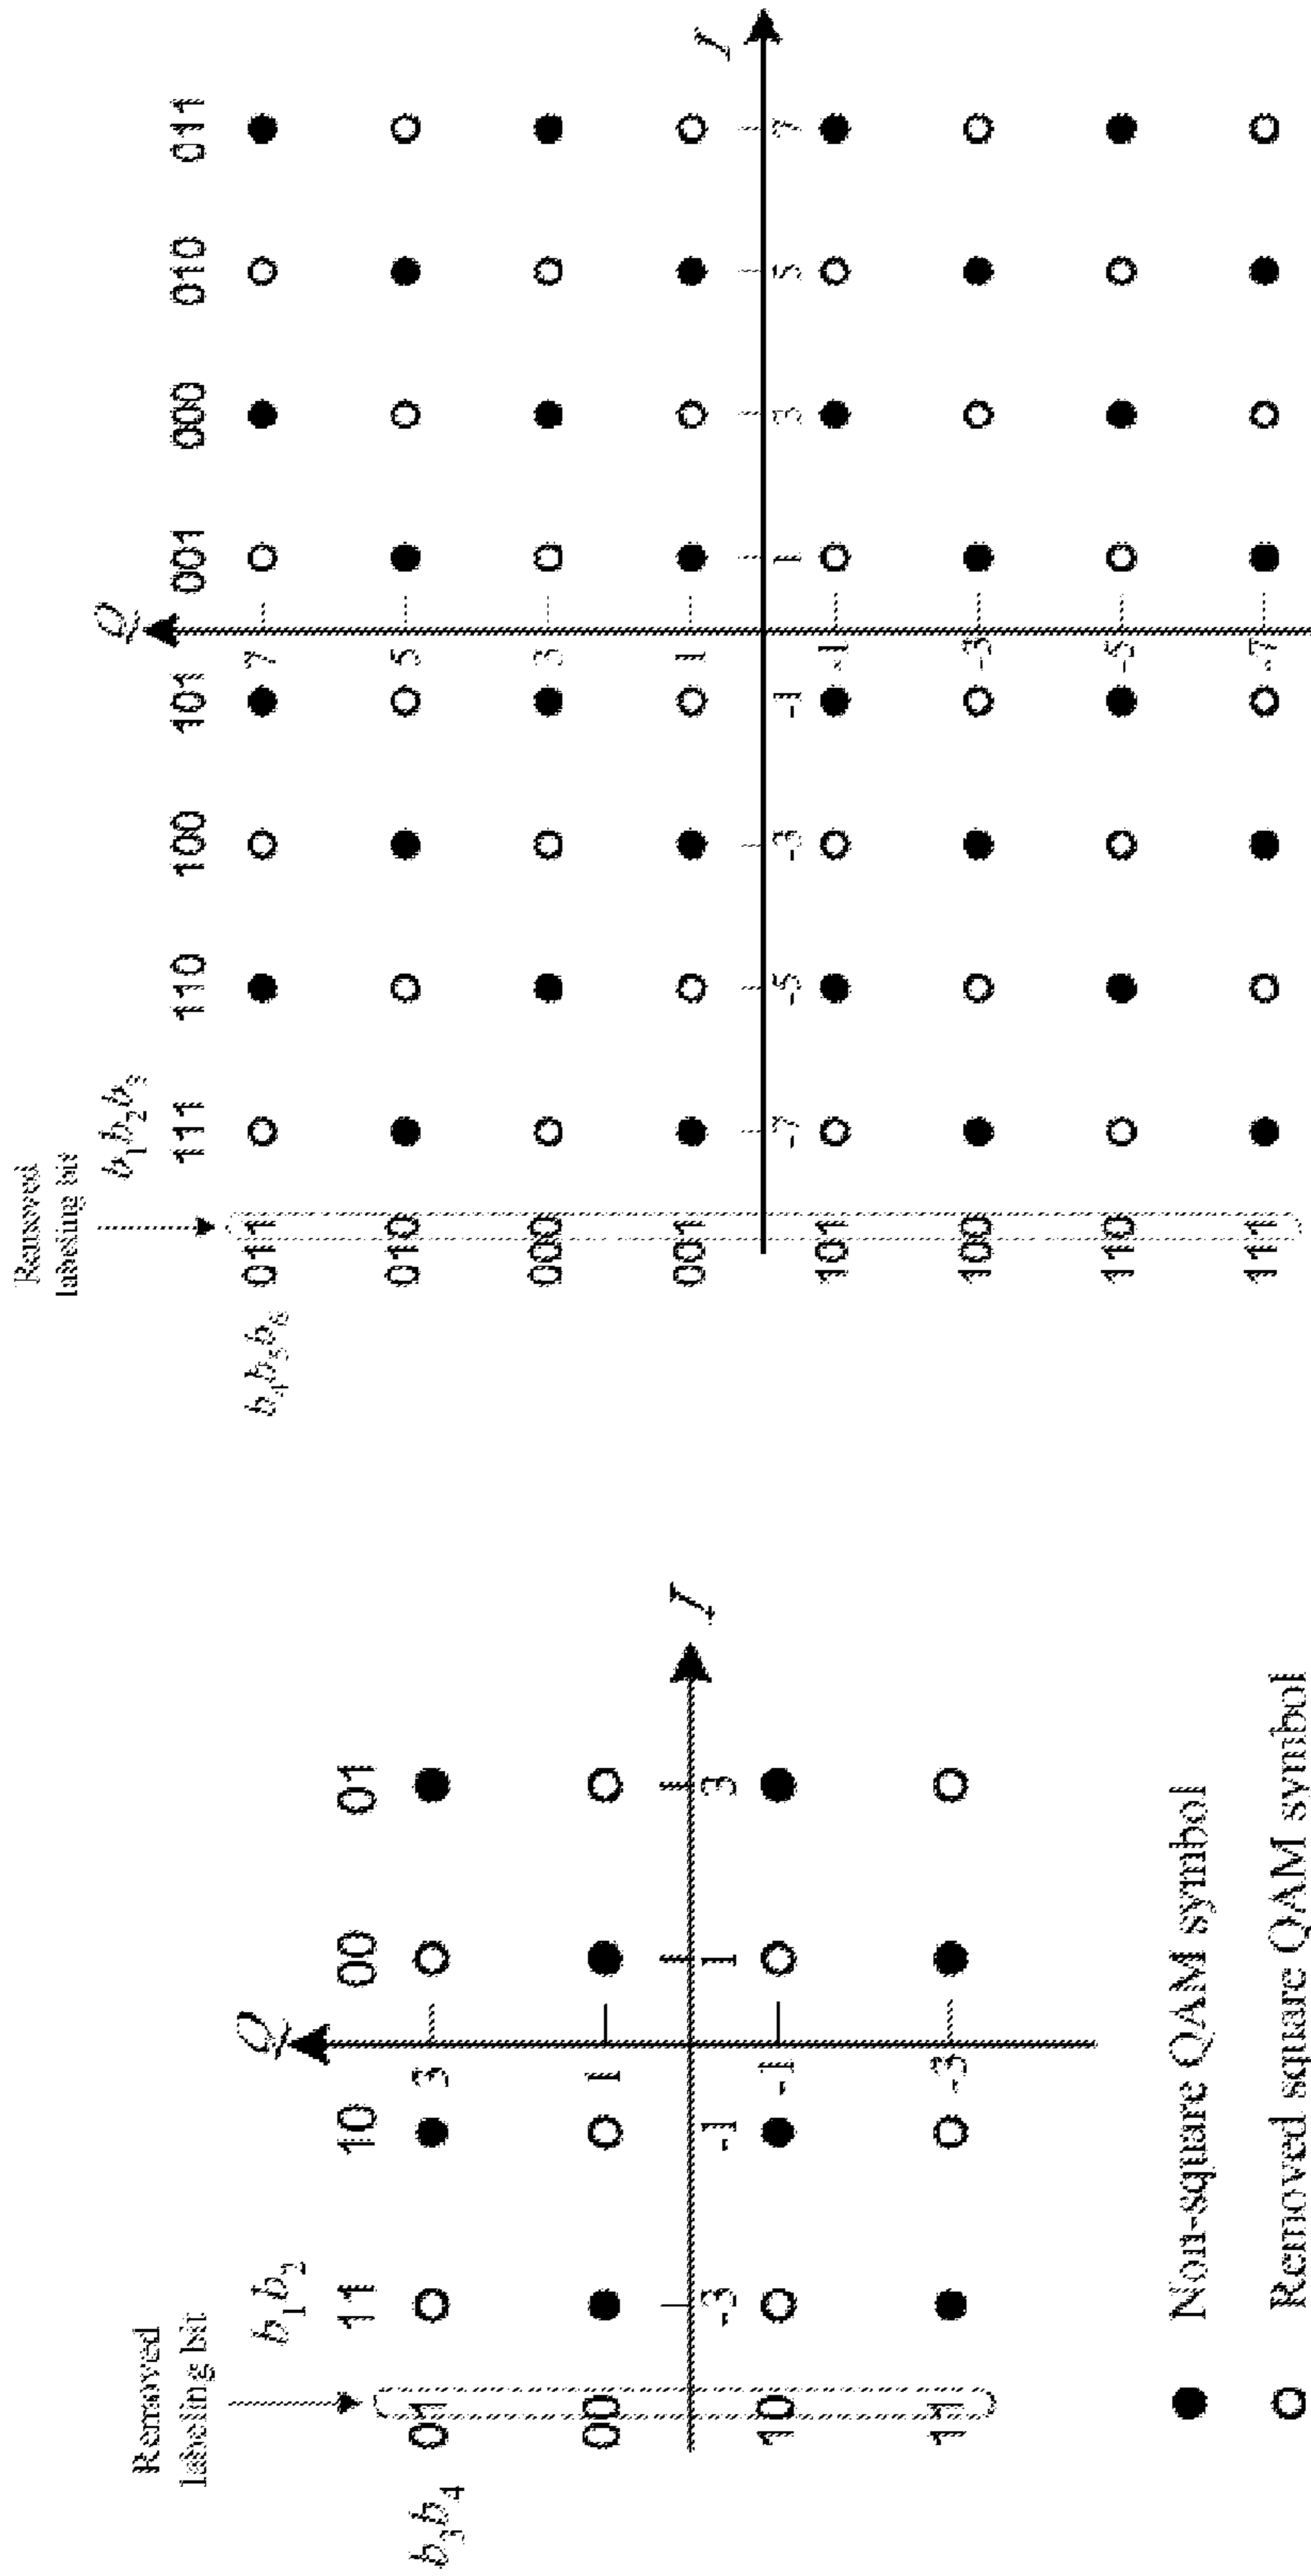 Removed
labeling bit
b1b2
11 10 00 01
b3b4
01
00
10
11
Q
3
1
-1
-3
-3 -1 1 3
I
Non-square QAM symbol
Removed square QAM symbol
Removed
labeling bit
b1b2b3
111 110 100 101 001 000 010 011
b4b5b6
011
010
000
001
101
100
110
111
Q
7
5
3
1
-1
-3
-5
-7
-7 -5 -3 -1 1 3 5 7
I